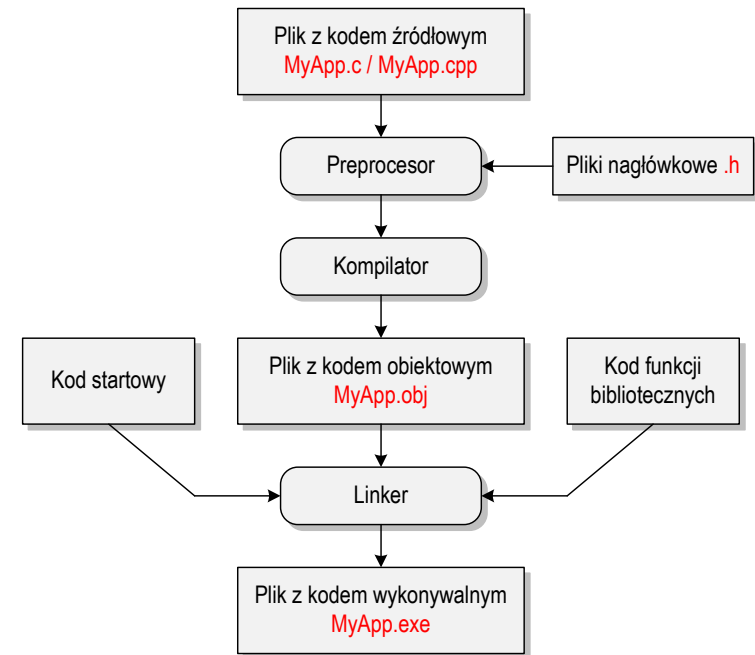 Plik z kodem źródłowym
MyApp.c / MyApp.cpp
Preprocesor
Pliki nagłówkowe .h
Kompilator
Kod startowy
Plik z kodem obiektowym
MyApp.obj
Kod funkcji
bibliotecznych
Linker
Plik z kodem wykonywalnym
MyApp.exe